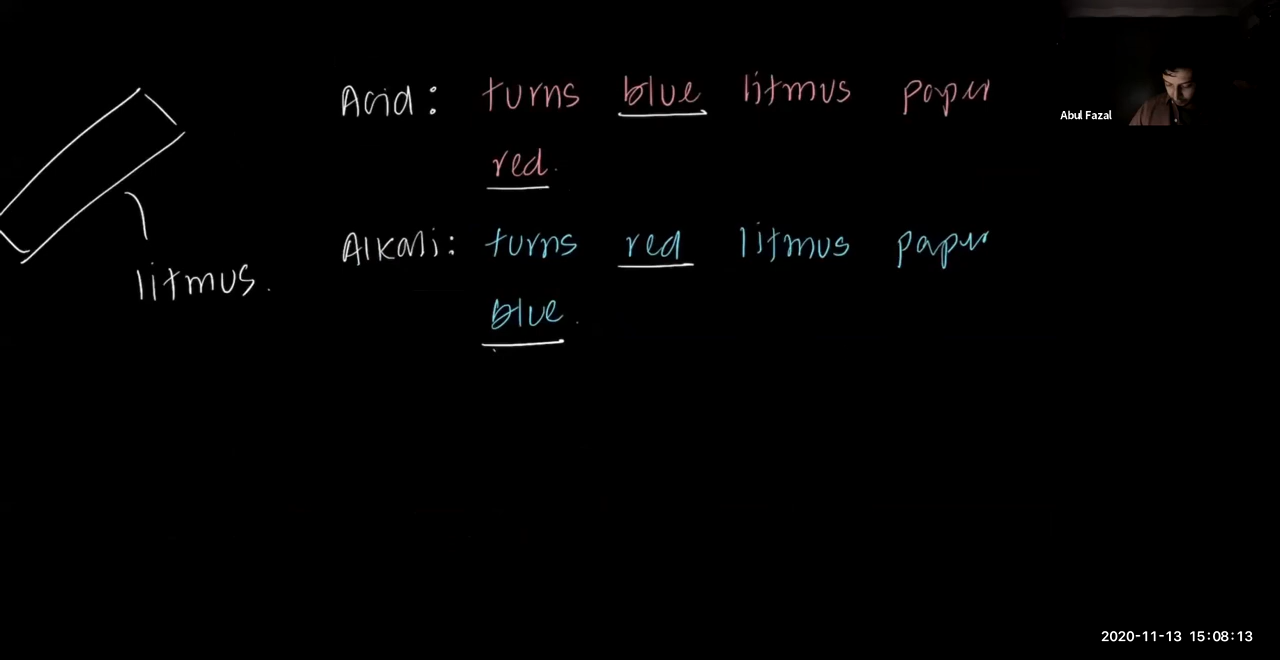 Acid: turns blue litmus paper
red.
Alkali: turns red litmus paper
blue.
litmus.
Abul Fazal
2020-11-13 15:08:13